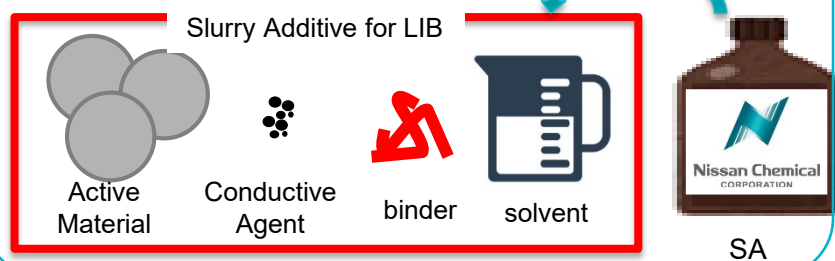 Slurry Additive for LIB
Active
Material
Conductive
Agent
binder
solvent
Nissan Chemical
CORPORATION
SA